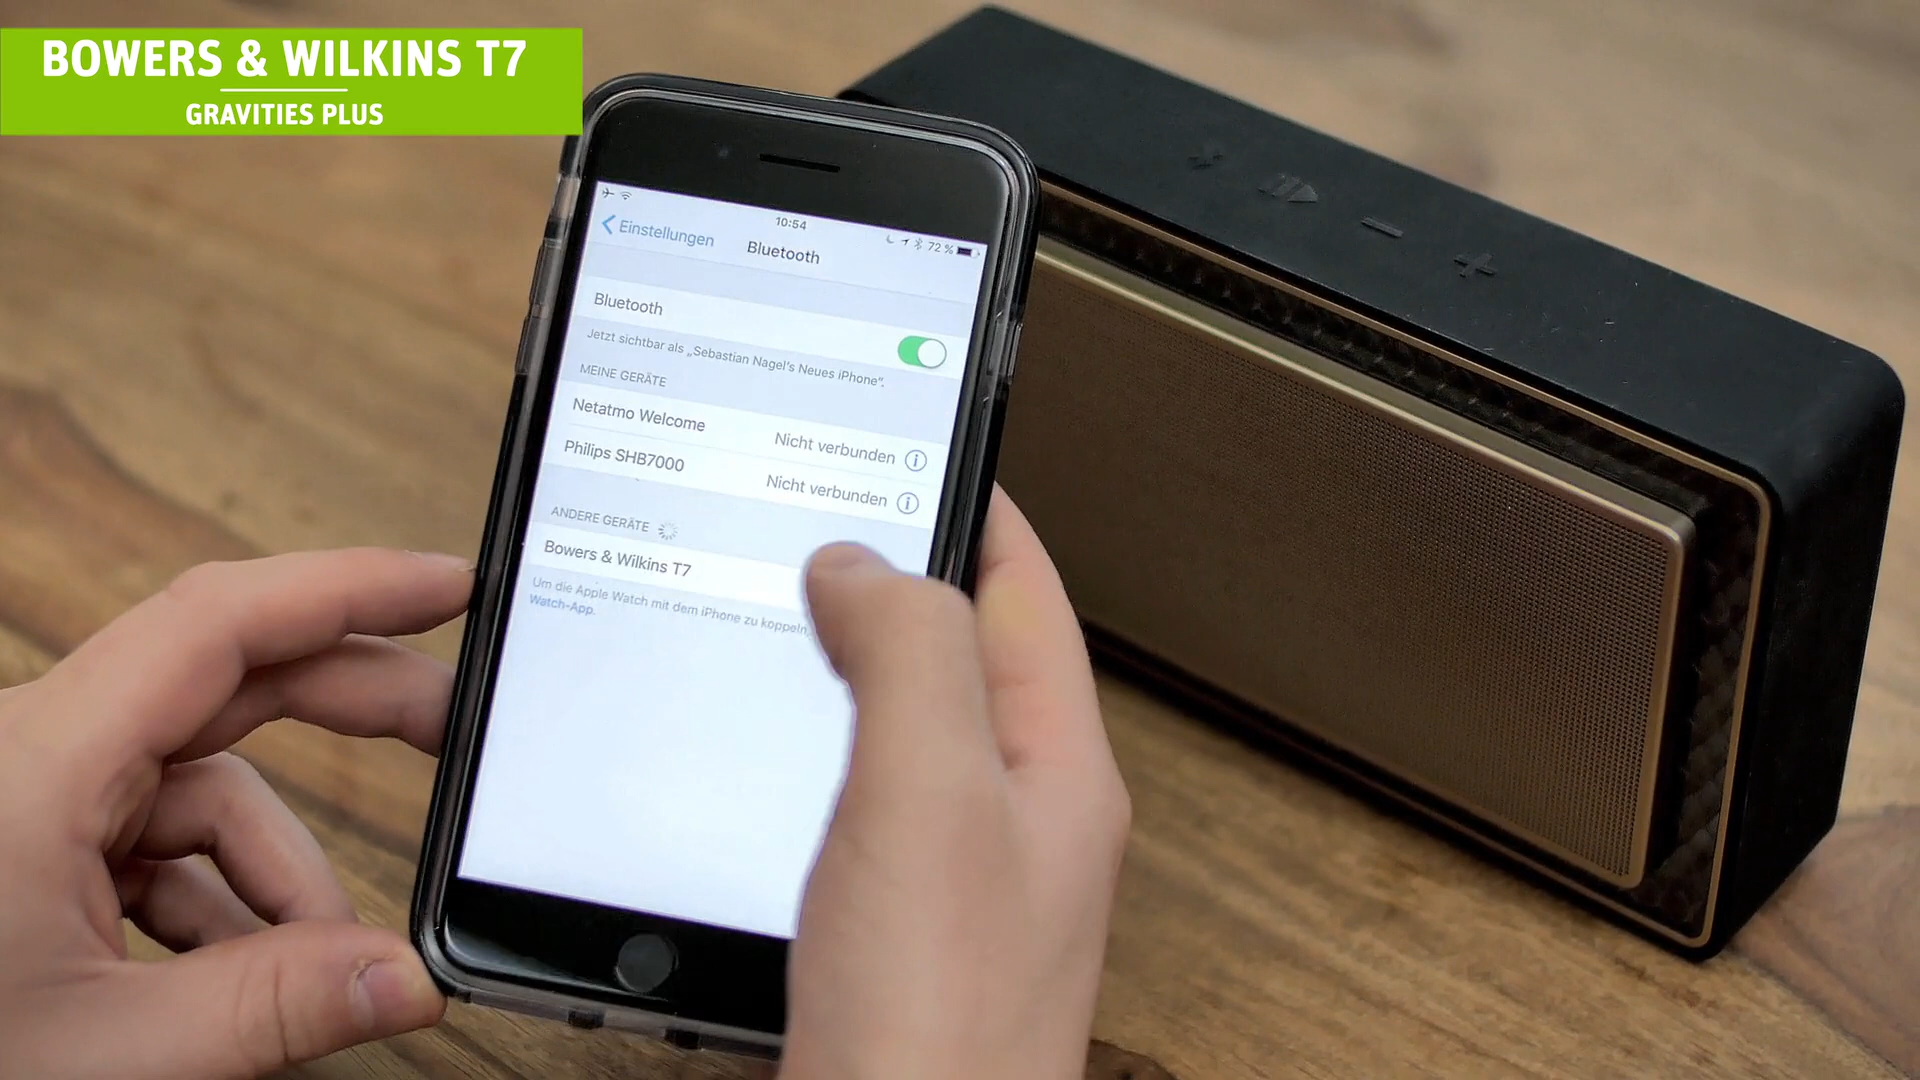 BOWERS & WILKINS T7
GRAVITIES PLUS
10:54
72 %
Einstellungen
Bluetooth
Bluetooth
Jetzt sichtbar als „Sebastian Nagel's Neues iPhone“.
MEINE GERÄTE
Netatmo Welcome Nicht verbunden
Philips SHB7000 Nicht verbunden
ANDERE GERÄTE
Bowers & Wilkins T7
Um die Apple Watch mit dem iPhone zu koppeln,
Watch-App.